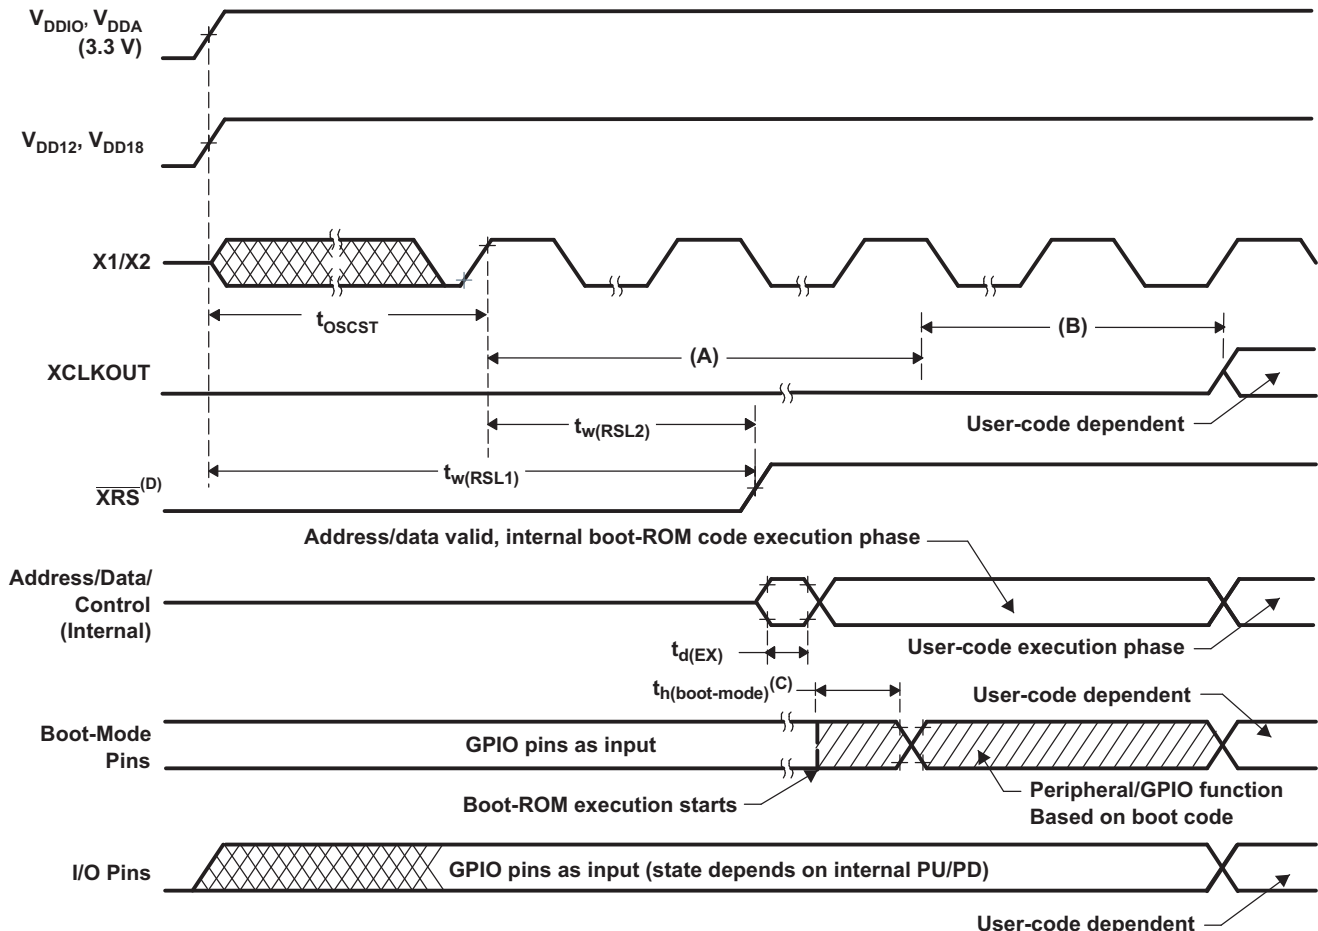 VDDIO, VDDA
(3.3 V)
VDD12, VDD18
X1/X2
tOSCST
(B)
(A)
XCLKOUT
User-code dependent
tw(RSL2)
tw(RSL1)
XRS(D)
Address/data valid, internal boot-ROM code execution phase
Address/Data/
Control
(Internal)
User-code execution phase
td(EX)
th(boot-mode)(C)
User-code dependent
Boot-Mode
Pins
GPIO pins as input
Peripheral/GPIO function
Based on boot code
Boot-ROM execution starts
I/O Pins
GPIO pins as input (state depends on internal PU/PD)
User-code dependent